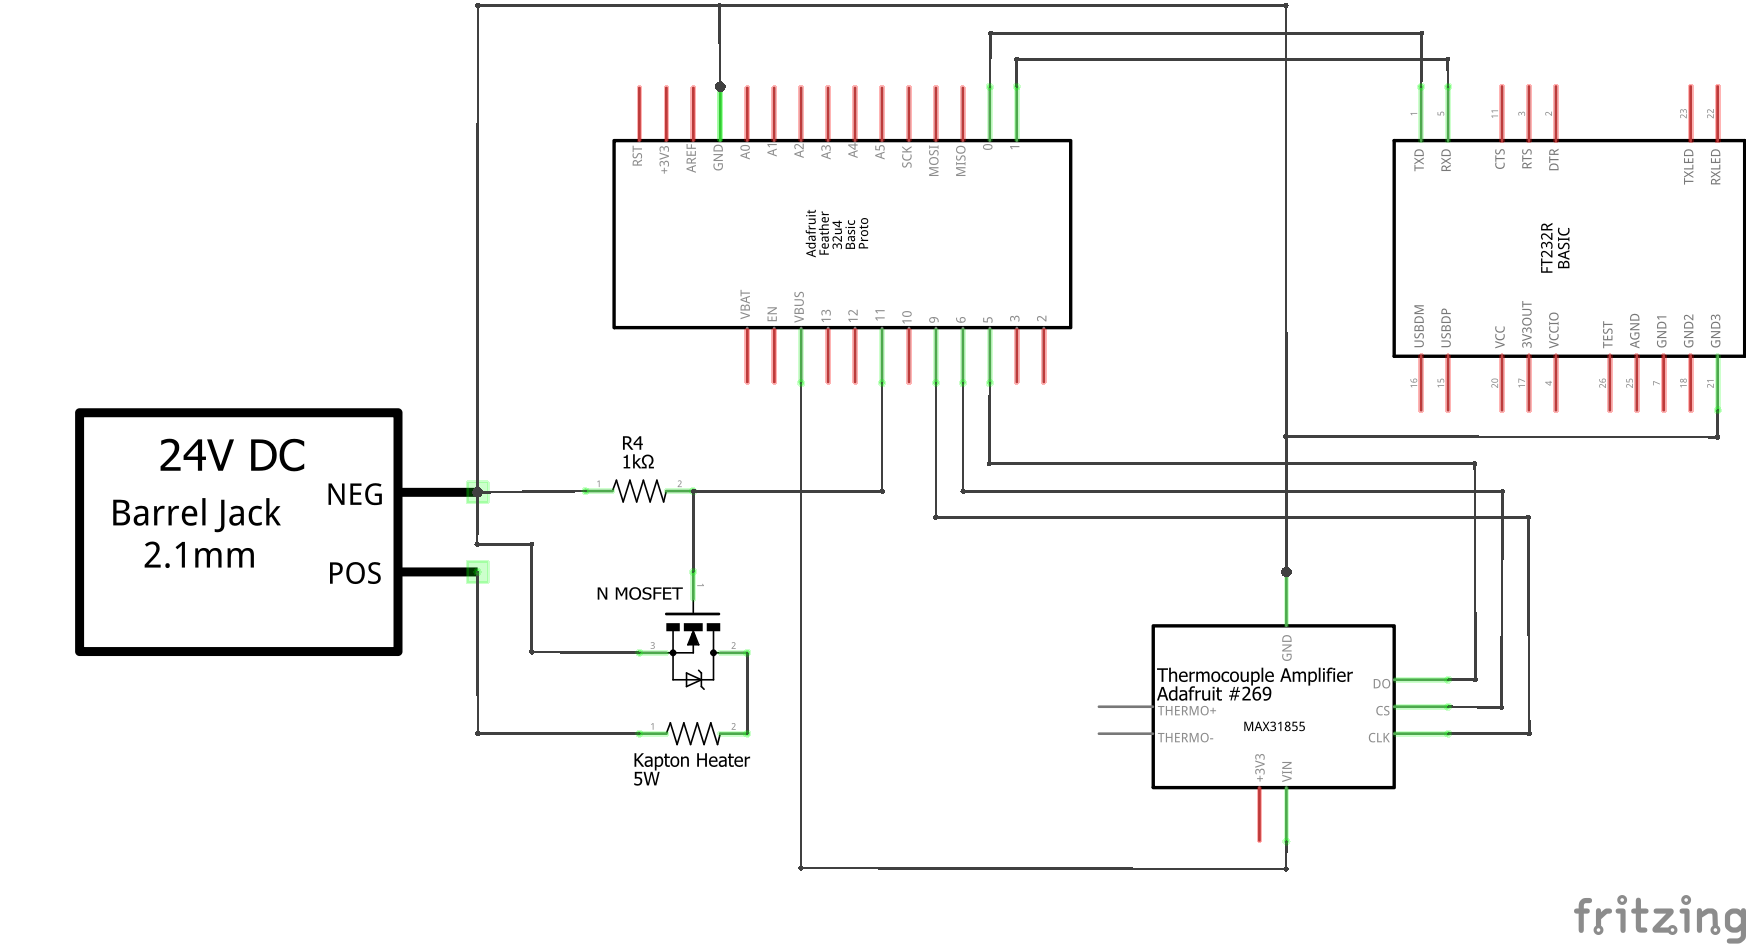 RST
+3V3
AREF
GND
A0
A1
A2
A3
A4
A5
SCK
MOSI
MISO
0
1
Adafruit
Feather
32u4
Basic
Proto
VBAT
EN
VBUS
13
12
11
10
9
6
5
3
2
1
5
11
3
2
23
22
TXD
RXD
CTS
RTS
DTR
TXLED
RXLED
FT232R
BASIC
USBDM
USBDP
VCC
3V3OUT
VCCIO
TEST
AGND
GND1
GND2
GND3
16
15
20
17
4
26
25
7
18
21
24V DC
Barrel Jack
2.1mm
NEG
POS
R4
1kΩ
1
2
N MOSFET
1
3
2
1
2
Kapton Heater
5W
GND
Thermocouple Amplifier
Adafruit #269
THERMO+
THERMO-
MAX31855
DO
CS
CLK
+3V3
VIN
fritzing